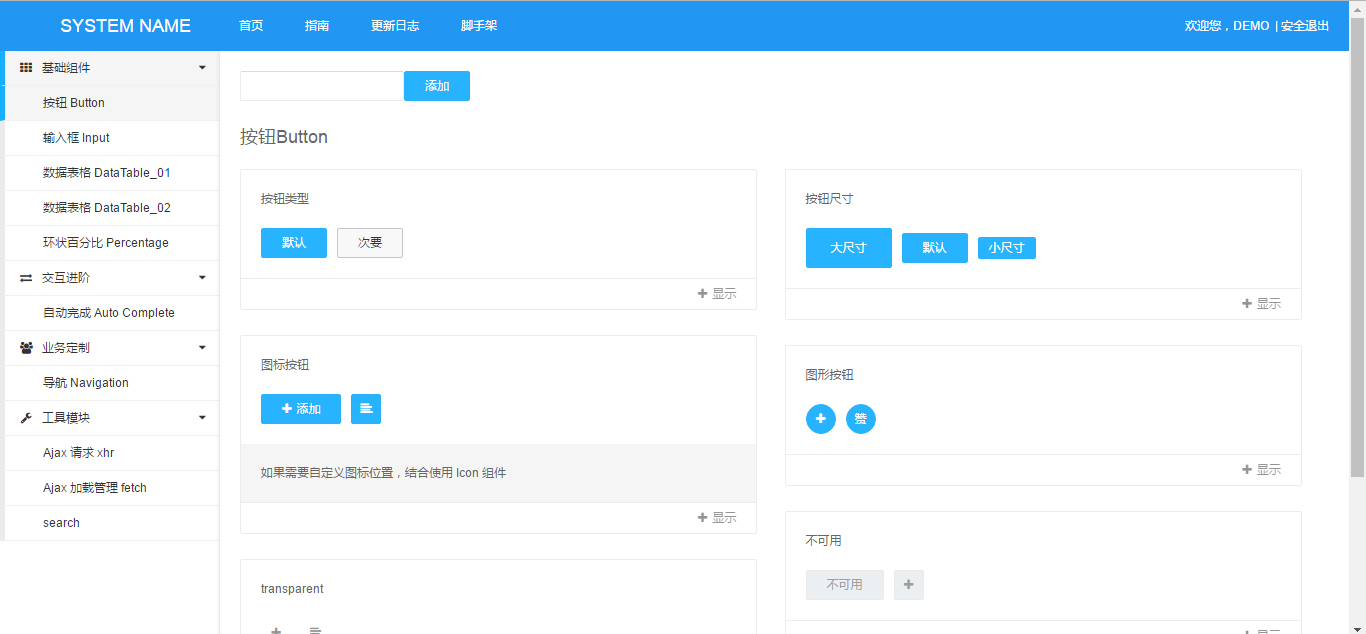 SYSTEM NAME 首页 指南 更新日志 脚手架 欢迎您，DEMO | 安全退出
基础组件
按钮 Button
输入框 Input
数据表格 DataTable_01
数据表格 DataTable_02
环状百分比 Percentage
交互进阶
自动完成 Auto Complete
业务定制
导航 Navigation
工具模块
Ajax 请求 xhr
Ajax 加载管理 fetch
search
添加
按钮Button
按钮类型
默认 次要
显示
按钮尺寸
大尺寸 默认 小尺寸
显示
图标按钮
添加
如果需要自定义图标位置，结合使用 Icon 组件
显示
图形按钮
赞
显示
transparent
不可用
不可用
显示